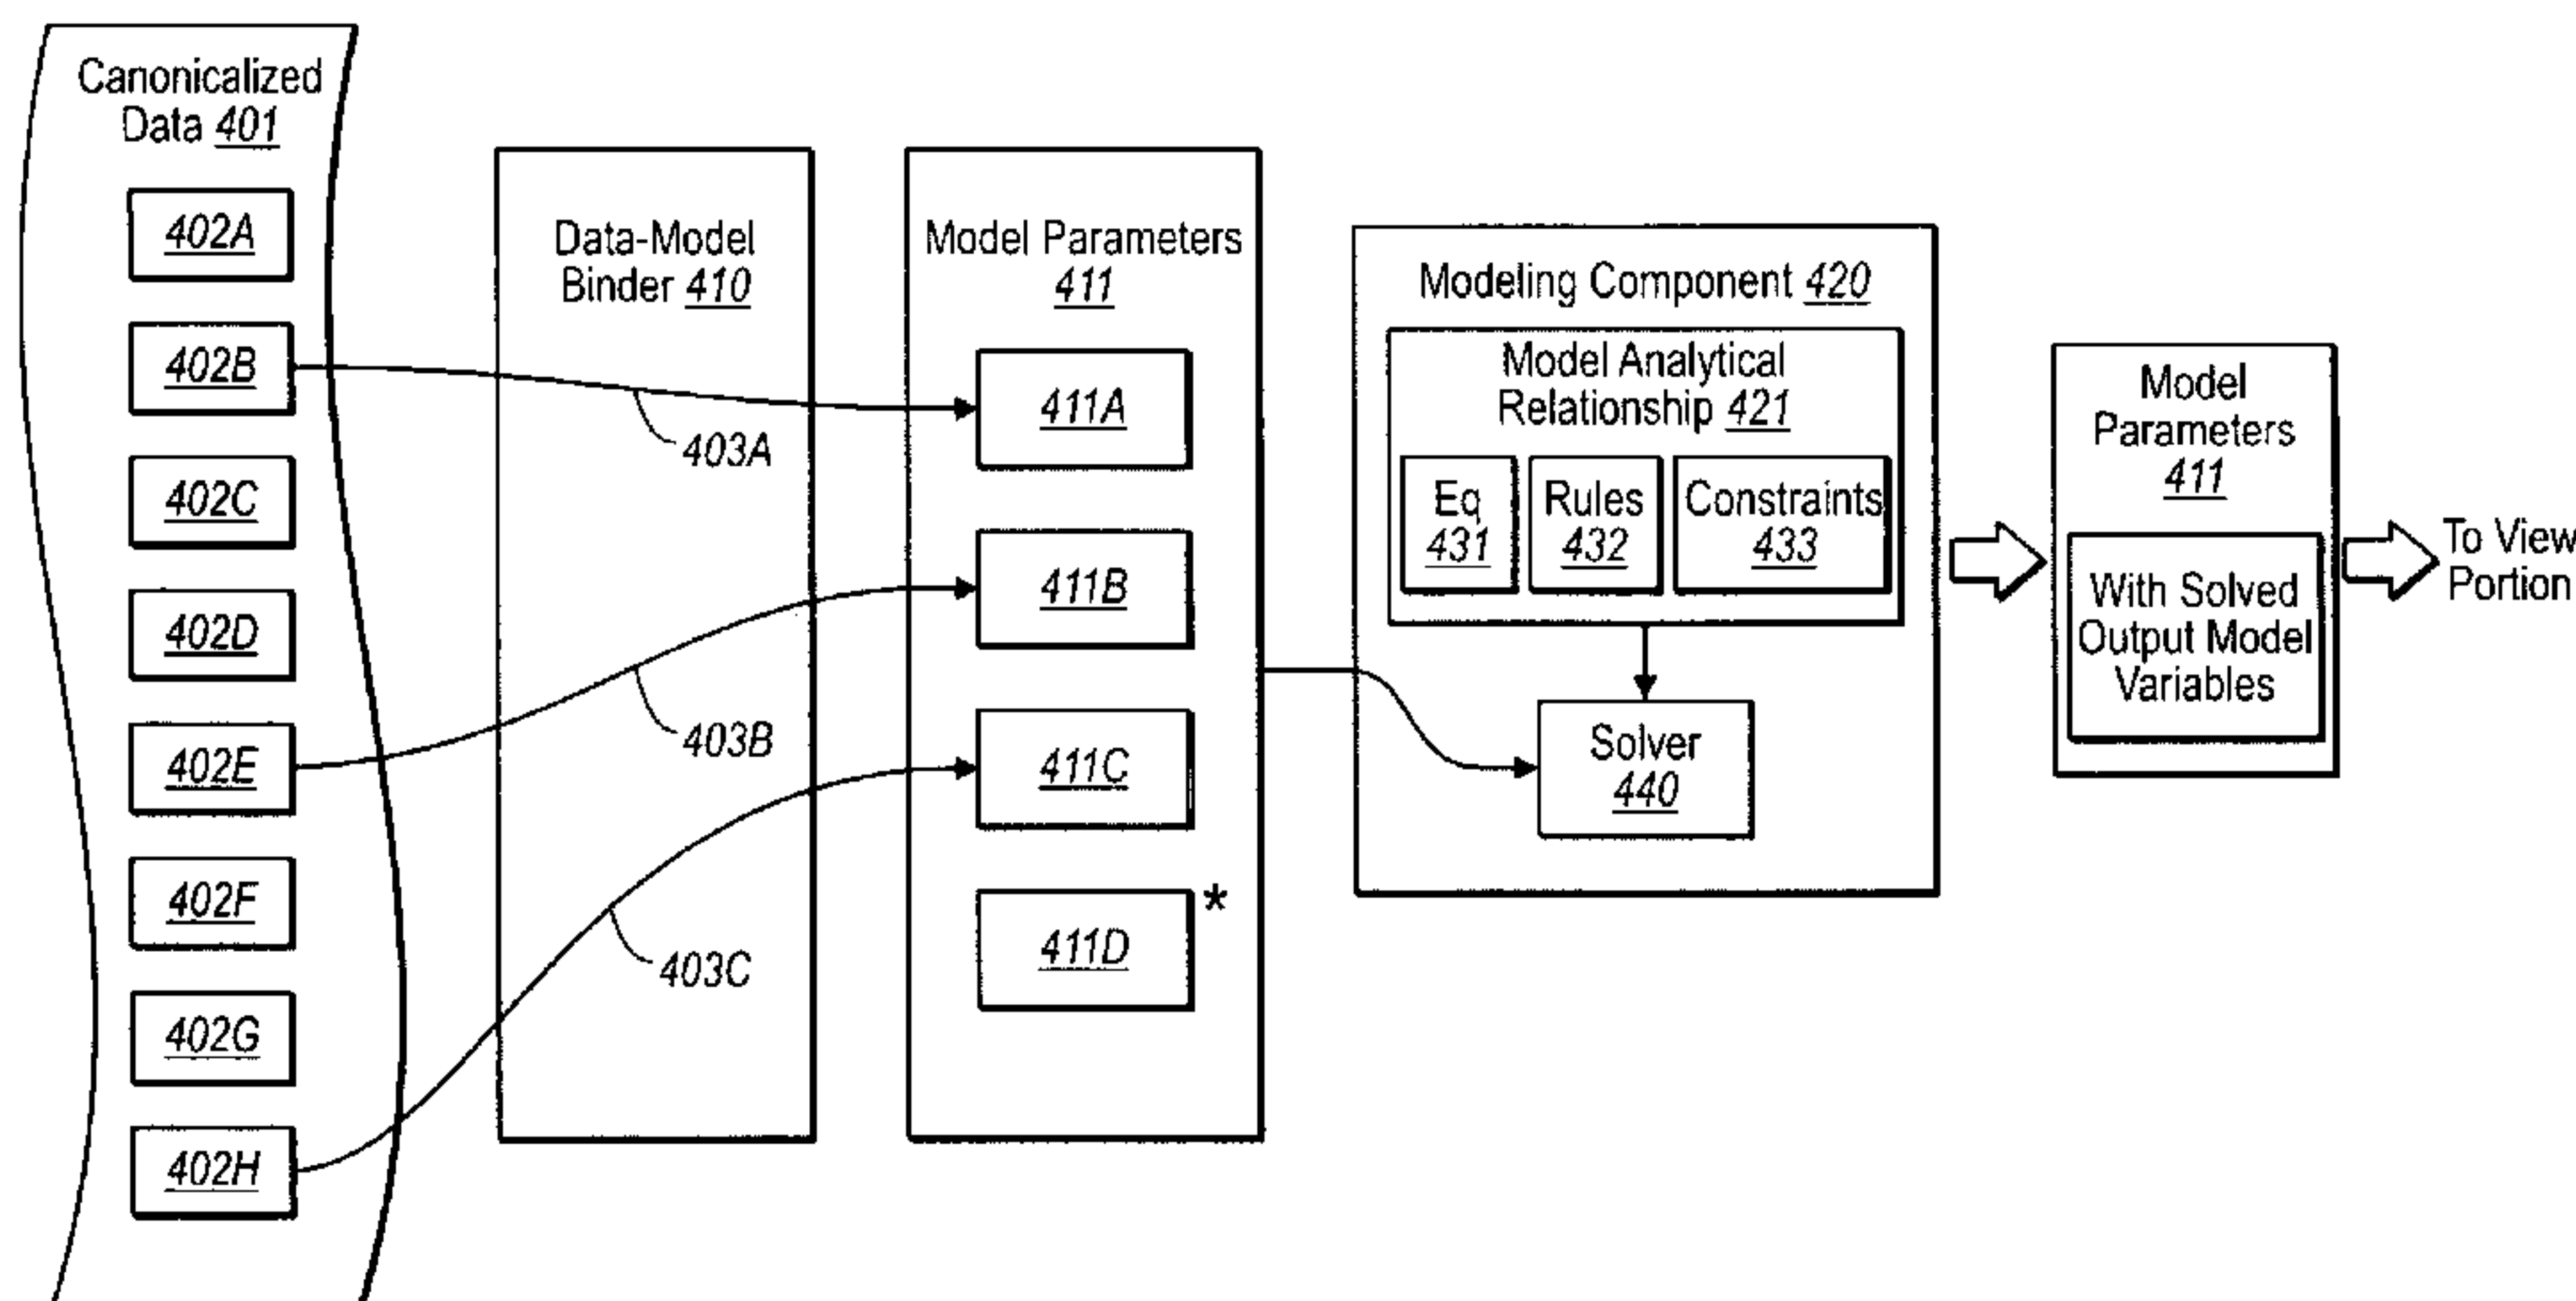 Canonicalized
Data 401
402A
402B
402C
402D
402E
402F
402G
402H
Data-Model
Binder 410
403A
403B
403C
Model Parameters
411
411A
411B
411C
411D
*
Modeling Component 420
Model Analytical
Relationship 421
Eq
431
Rules
432
Constraints
433
Solver
440
Model
Parameters
411
With Solved
Output Model
Variables
To View
Portion